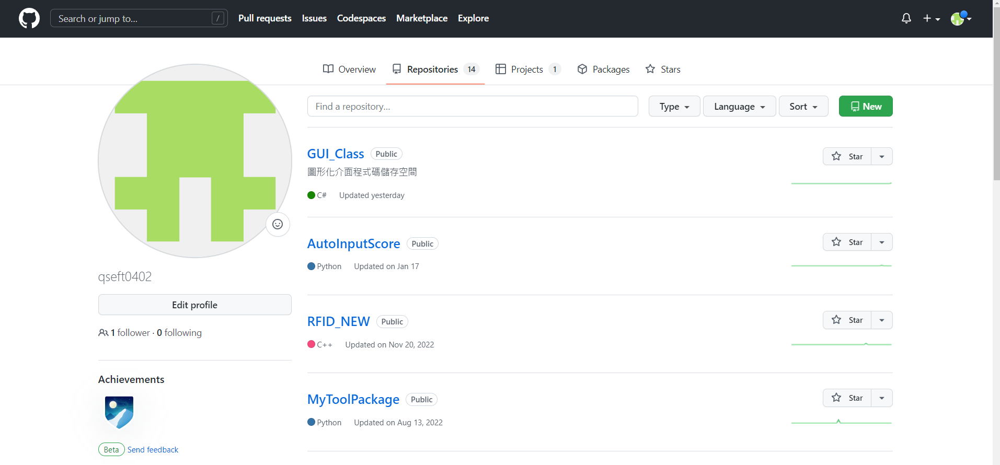 Search or jump to... /
Pull requests Issues Codespaces Marketplace Explore
Overview Repositories 14 Projects 1 Packages Stars
Find a repository... Type Language Sort New
GUI_Class Public Star
圖形化介面程式碼儲存空間
C# Updated yesterday
AutoInputScore Public Star
Python Updated on Jan 17
RFID_NEW Public Star
C++ Updated on Nov 20, 2022
MyToolPackage Public Star
Python Updated on Aug 13, 2022
qseft0402
Edit profile
1 follower · 0 following
Achievements
Beta Send feedback